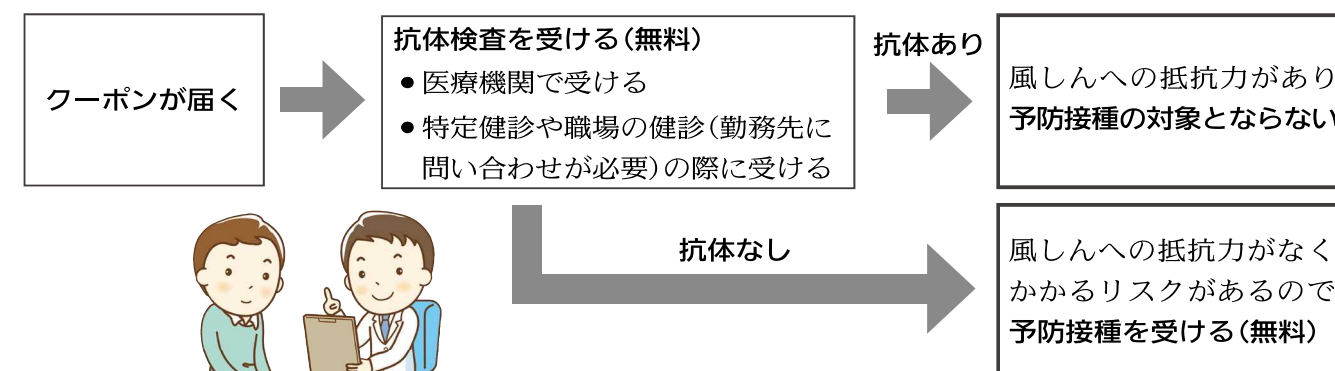 クーポンが届く
抗体検査を受ける(無料)
●医療機関で受ける
●特定健診や職場の健診(勤務先に
問い合わせが必要)の際に受ける
抗体あり
風しんへの抵抗力があり
予防接種の対象とならない
抗体なし
風しんへの抵抗力がなく
かかるリスクがあるので
予防接種を受ける(無料)